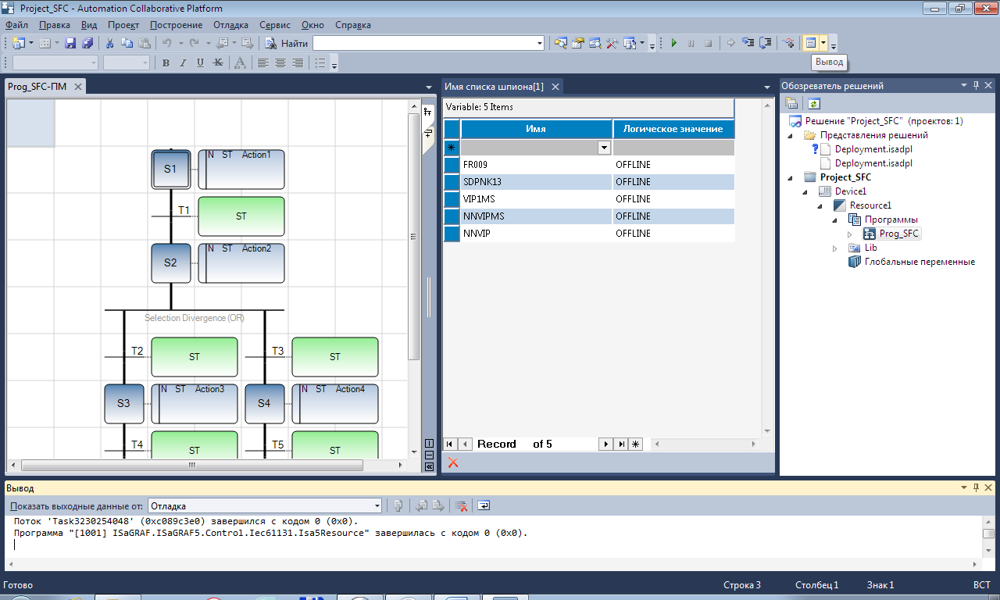 Project_SFC - Automation Collaborative Platform
Файл Правка Вид Проект Построение Отладка Сервис Окно Справка
Найти
B I U K A
Вывод
Prog_SFC-ПМ
Имя списка шпиона[1]
Обозреватель решений
Variable: 5 Items
Имя Логическое значение
FR009 OFFLINE
SDPNK13 OFFLINE
VIP1MS OFFLINE
NNVIPMS OFFLINE
NNVIP OFFLINE
Record of 5
S1 N ST Action1
T1 ST
S2 N ST Action2
Selection Divergence (OR)
T2 ST T3 ST
S3 N ST Action3 S4 N ST Action4
T4 ST T5 ST
Решение "Project_SFC" (проектов: 1)
Представления решений
Deployment.isadpl
Deployment.isadpl
Project_SFC
Device1
Resource1
Программы
Prog_SFC
Lib
Глобальные переменные
Вывод
Показать выходные данные от: Отладка
Поток 'Task3230254048' (0xc089c3e0) завершился с кодом 0 (0x0).
Программа "[1001] ISaGRAF.ISaGRAF5.Control.Iec61131.Isa5Resource" завершилась с кодом 0 (0x0).
Готово Строка 3 Столбец 1 Знак 1 ВСТ